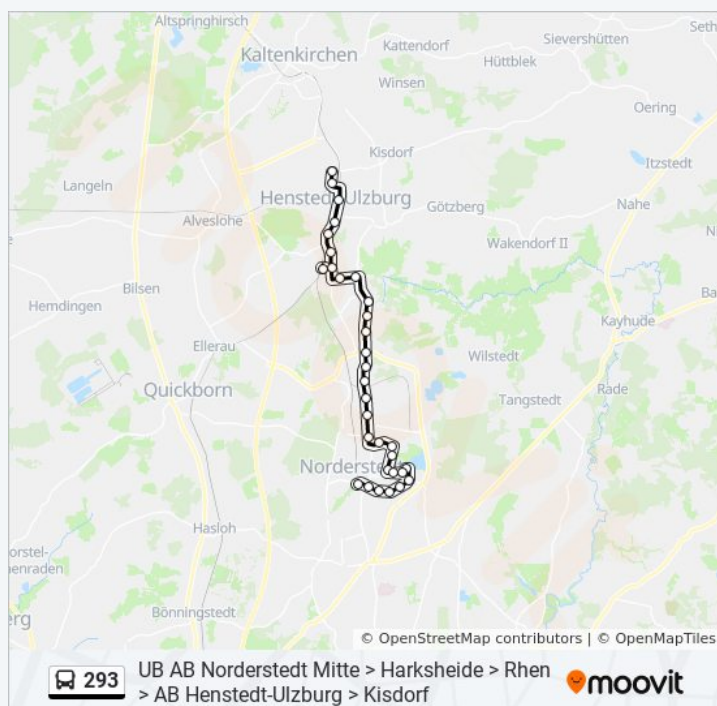 Altspringhirsch
Sievershütten
Seth
Kattendorf
Kaltenkirchen
Hüttblek
Winsen
Oering
Kisdorf
Itzstedt
Langeln
Henstedt-Ulzburg
Götzberg
Nahe
Alveslohe
Wakendorf II
Bilsen
Hemdingen
Kayhude
Ellerau
Wilstedt
Quickborn
Rade
Tangstedt
Norderstedt
Hasloh
Bönningstedt
© OpenStreetMap contributors | © OpenMapTiles
293
UB AB Norderstedt Mitte > Harksheide > Rhen
> AB Henstedt-Ulzburg > Kisdorf
moovit